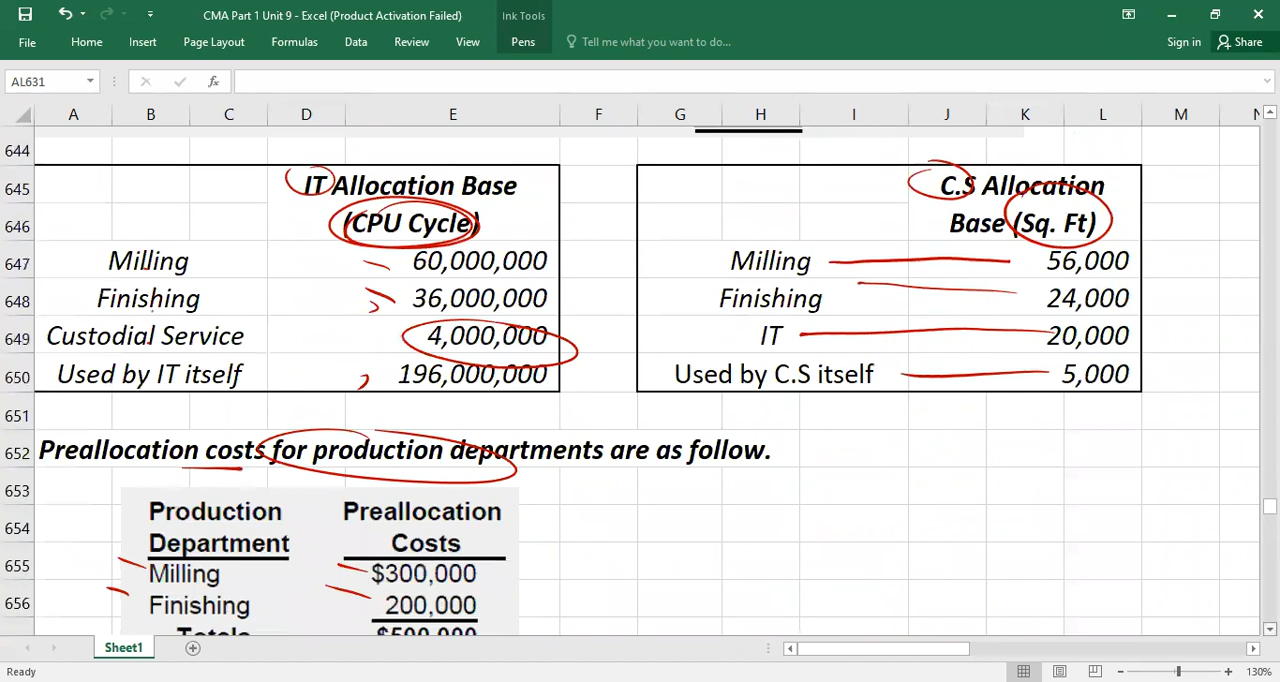 CMA Part 1 Unit 9 - Excel (Product Activation Failed)
Ink Tools
File Home Insert Page Layout Formulas Data Review View Pens Tell me what you want to do... Sign in Share
AL631 fx
A B C D E F G H I J K L M N
644
645 IT Allocation Base C.S Allocation
646 (CPU Cycle) Base (Sq. Ft)
647 Milling 60,000,000 Milling 56,000
648 Finishing 36,000,000 Finishing 24,000
649 Custodial Service 4,000,000 IT 20,000
650 Used by IT itself 196,000,000 Used by C.S itself 5,000
651
652 Preallocation costs for production departments are as follow.
653
654 Production Preallocation
Department Costs
655 Milling $300,000
656 Finishing 200,000
Totals $500,000
Sheet1
Ready 130%